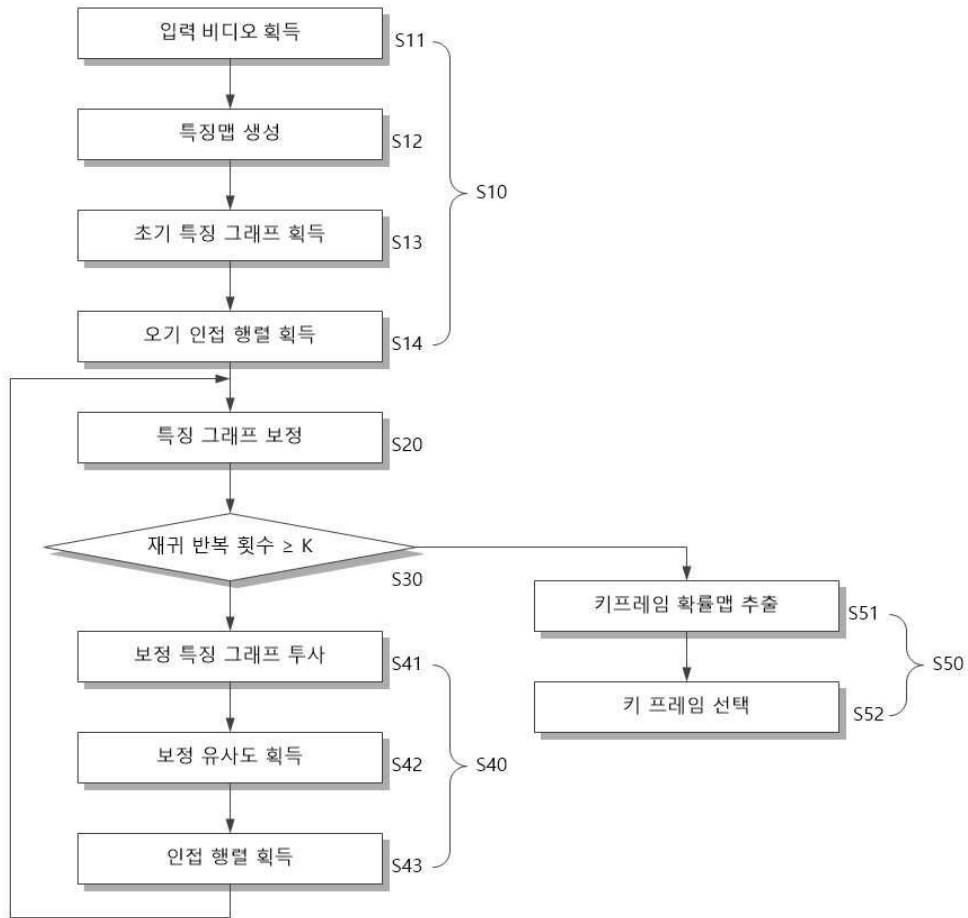 입력 비디오 획득
S11
특징맵 생성
S12
S10
초기 특징 그래프 획득
S13
오기 인접 행렬 획득
S14
특징 그래프 보정
S20
재귀 반복 횟수 ≥ K
S30
키프레임 확률맵 추출
S51
보정 특징 그래프 투사
S41
S50
키 프레임 선택
S52
보정 유사도 획득
S42
S40
인접 행렬 획득
S43